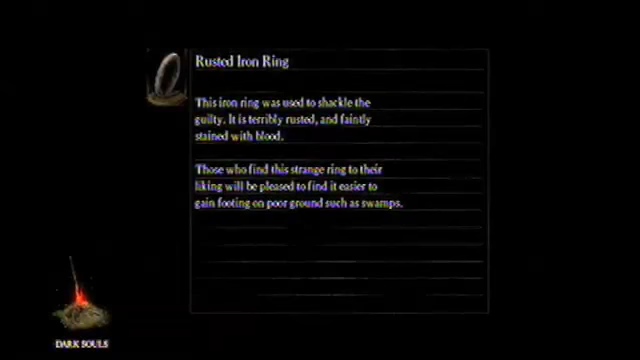 Rusted Iron Ring
This iron ring was used to shackle the
guilty. It is terribly rusted, and faintly
stained with blood.
Those who find this strange ring to their
liking will be pleased to find it easier to
gain footing on poor ground such as swamps.
DARK SOULS